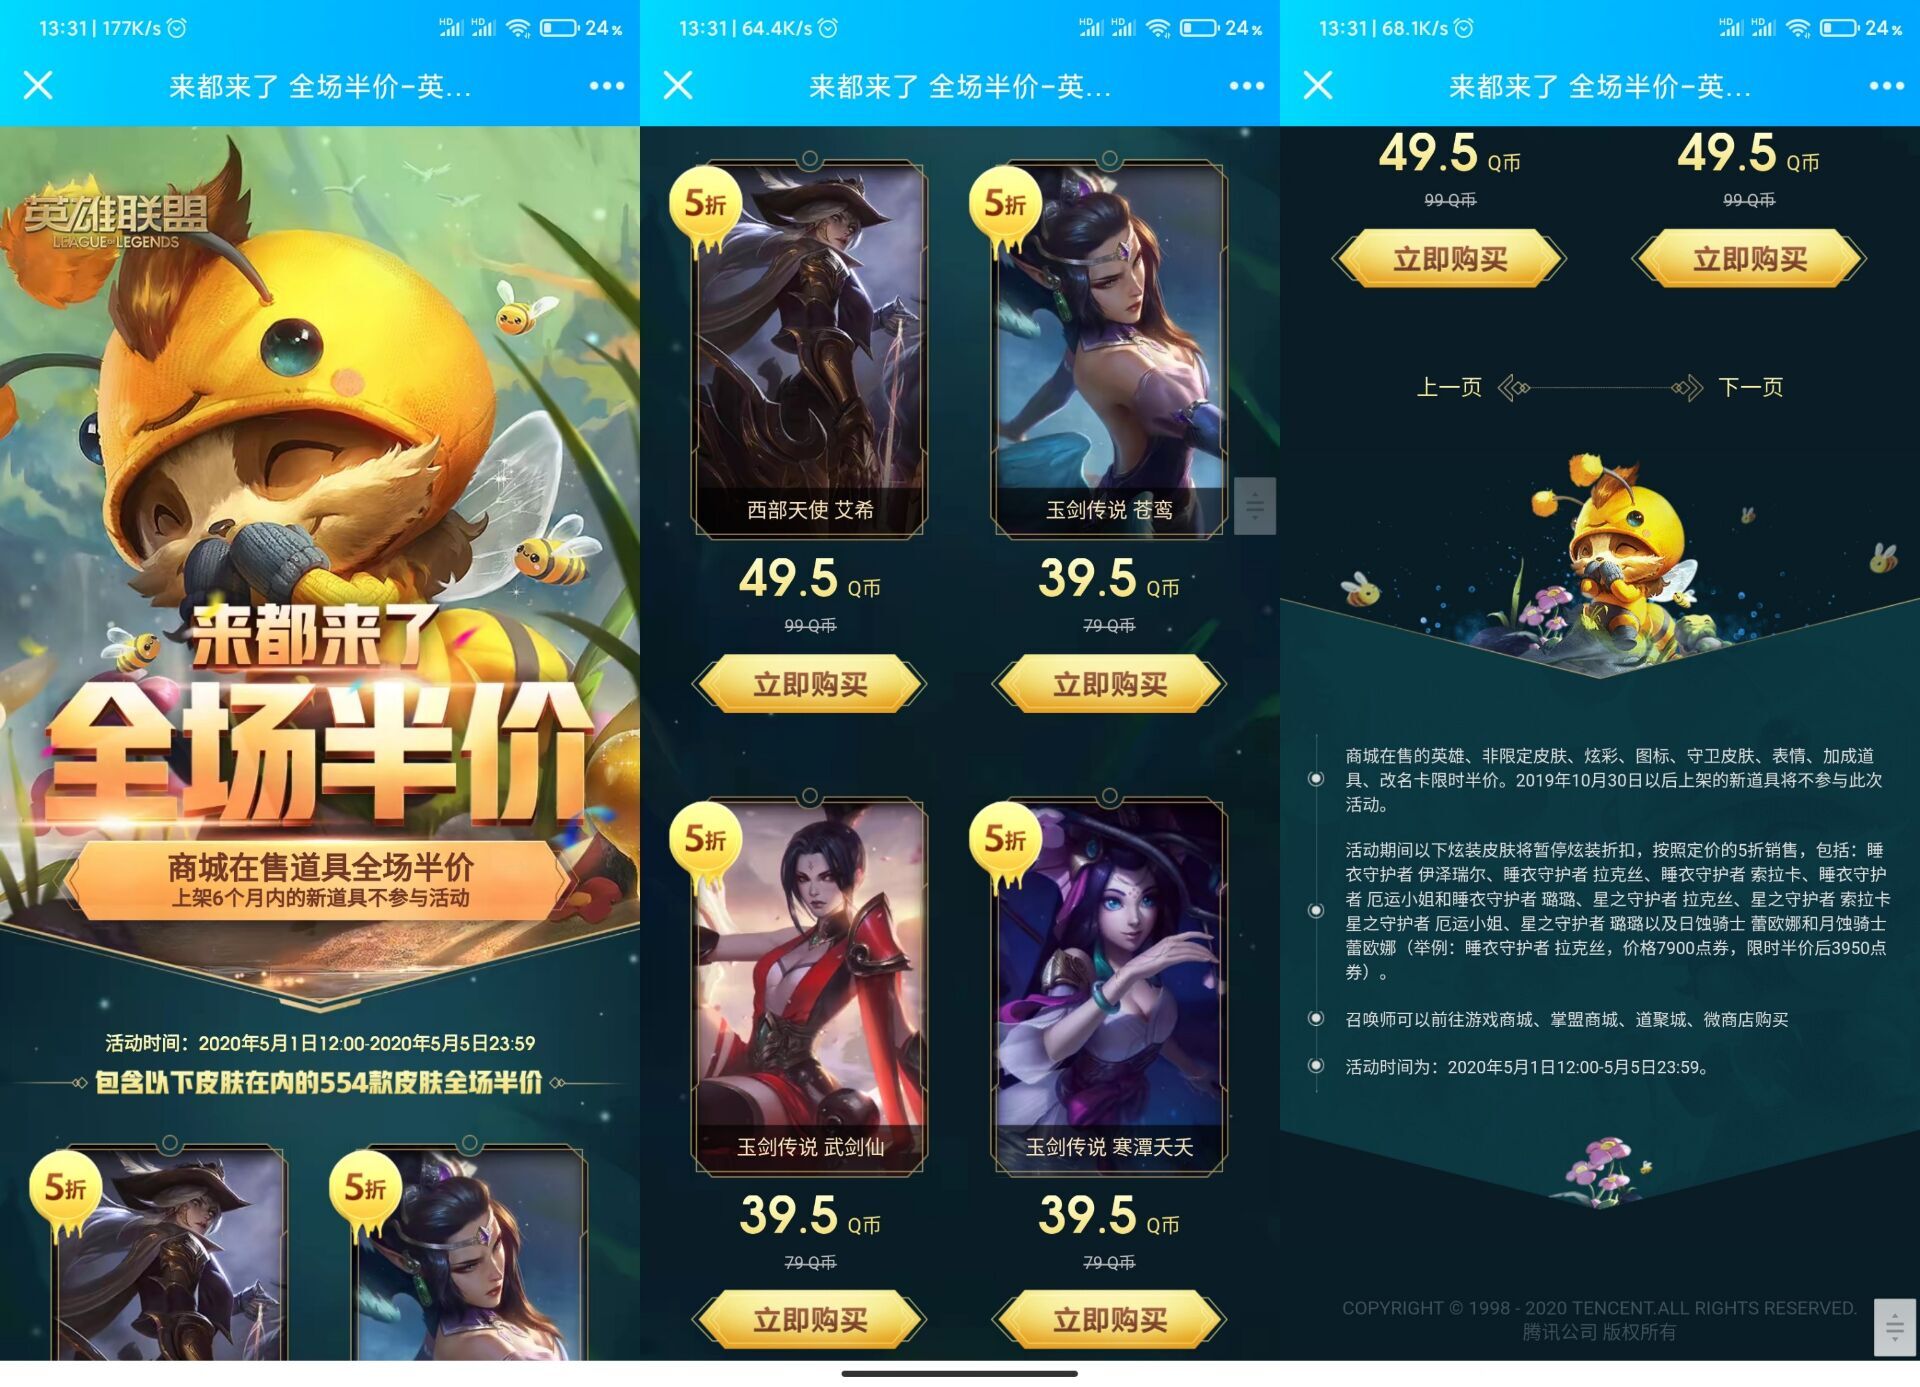 13:31 | 177K/s
HD HD 24%
来都来了 全场半价-英...
英雄联盟
LEAGUE OF LEGENDS
来都来了
全场半价
商城在售道具全场半价
上架6个月内的新道具不参与活动
活动时间：2020年5月1日12:00-2020年5月5日23:59
包含以下皮肤在内的554款皮肤全场半价
5折
5折
13:31 | 64.4K/s
HD HD 24%
来都来了 全场半价-英...
5折
5折
西部天使 艾希
玉剑传说 苍鸾
49.5 Q币
39.5 Q币
99 Q币
79 Q币
立即购买
立即购买
5折
5折
玉剑传说 武剑仙
玉剑传说 寒潭夭夭
39.5 Q币
39.5 Q币
79 Q币
79 Q币
立即购买
立即购买
13:31 | 68.1K/s
HD HD 24%
来都来了 全场半价-英...
49.5 Q币
49.5 Q币
99 Q币
99 Q币
立即购买
立即购买
上一页
下一页
商城在售的英雄、非限定皮肤、炫彩、图标、守卫皮肤、表情、加成道
具、改名卡限时半价。2019年10月30日以后上架的新道具将不参与此次
活动。
活动期间以下炫装皮肤将暂停炫装折扣，按照定价的5折销售，包括：睡
衣守护者 伊泽瑞尔、睡衣守护者 拉克丝、睡衣守护者 索拉卡、睡衣守护
者 厄运小姐和睡衣守护者 璐璐、星之守护者 拉克丝、星之守护者 索拉卡
星之守护者 厄运小姐、星之守护者 璐璐以及日蚀骑士 蕾欧娜和月蚀骑士
蕾欧娜（举例：睡衣守护者 拉克丝，价格7900点券，限时半价后3950点
券）。
召唤师可以前往游戏商城、掌盟商城、道聚城、微商店购买
活动时间为：2020年5月1日12:00-5月5日23:59。
COPYRIGHT © 1998 - 2020 TENCENT.ALL RIGHTS RESERVED.
腾讯公司 版权所有